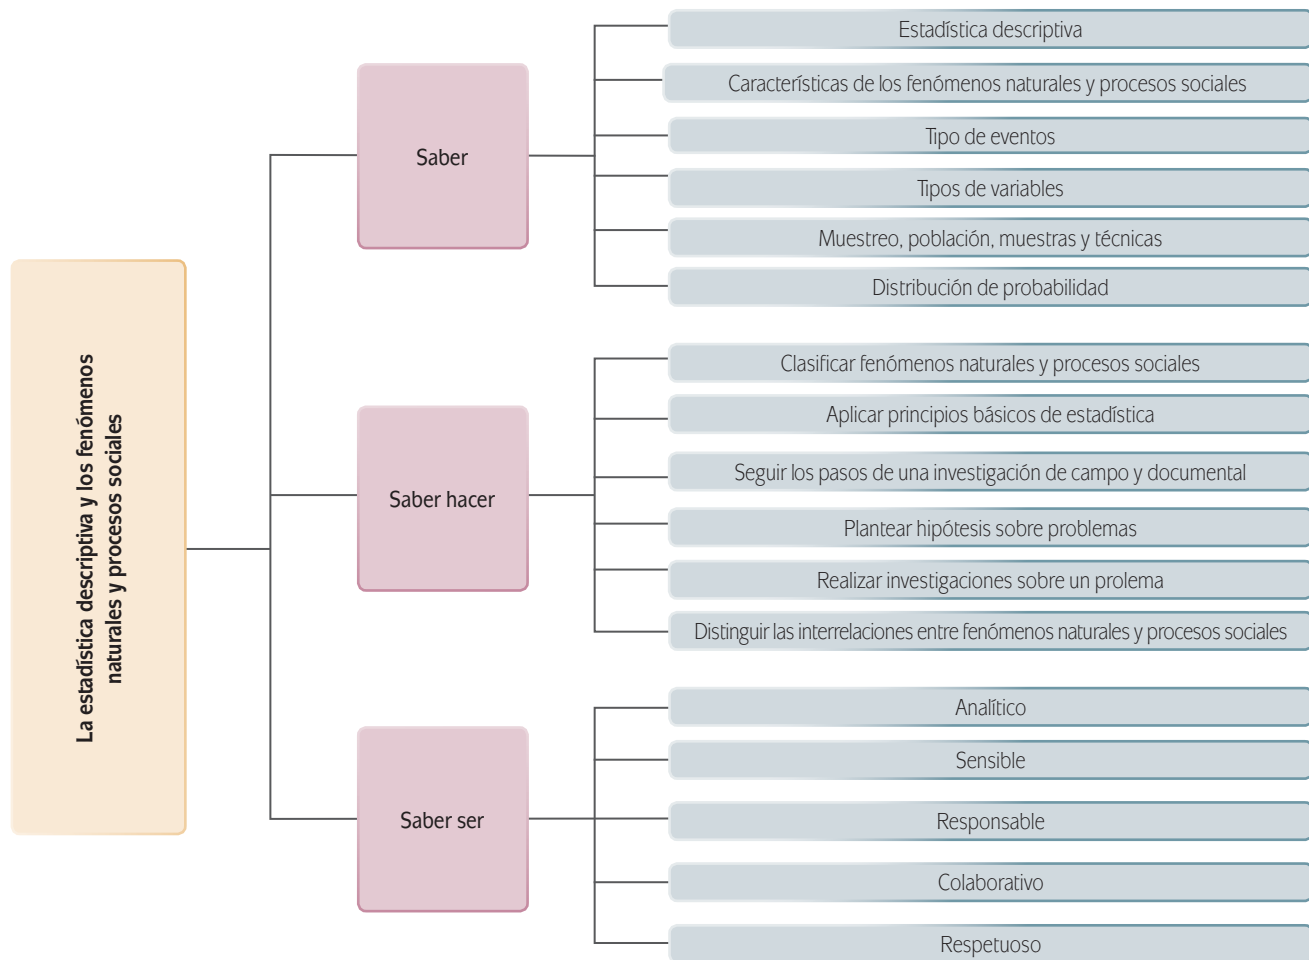 La estadística descriptiva y los fenómenos
naturales y procesos sociales
Saber
Estadística descriptiva
Características de los fenómenos naturales y procesos sociales
Tipo de eventos
Tipos de variables
Muestreo, población, muestras y técnicas
Distribución de probabilidad
Saber hacer
Clasificar fenómenos naturales y procesos sociales
Aplicar principios básicos de estadística
Seguir los pasos de una investigación de campo y documental
Plantear hipótesis sobre problemas
Realizar investigaciones sobre un prolema
Distinguir las interrelaciones entre fenómenos naturales y procesos sociales
Saber ser
Analítico
Sensible
Responsable
Colaborativo
Respetuoso